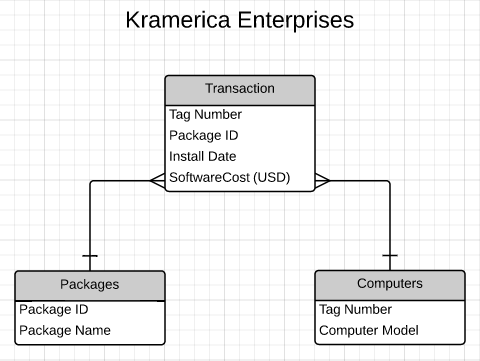 Kramerica Enterprises
Transaction
Tag Number
Package ID
Install Date
SoftwareCost (USD)
Packages
Package ID
Package Name
Computers
Tag Number
Computer Model